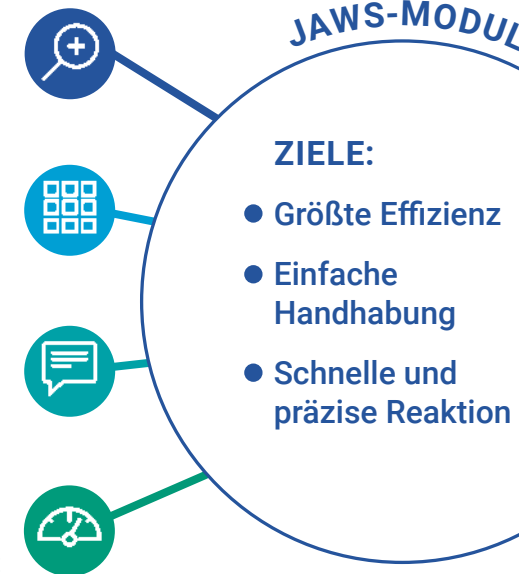 JAWS-MODUL
ZIELE:
● Größte Effizienz
● Einfache
Handhabung
● Schnelle und
präzise Reaktion